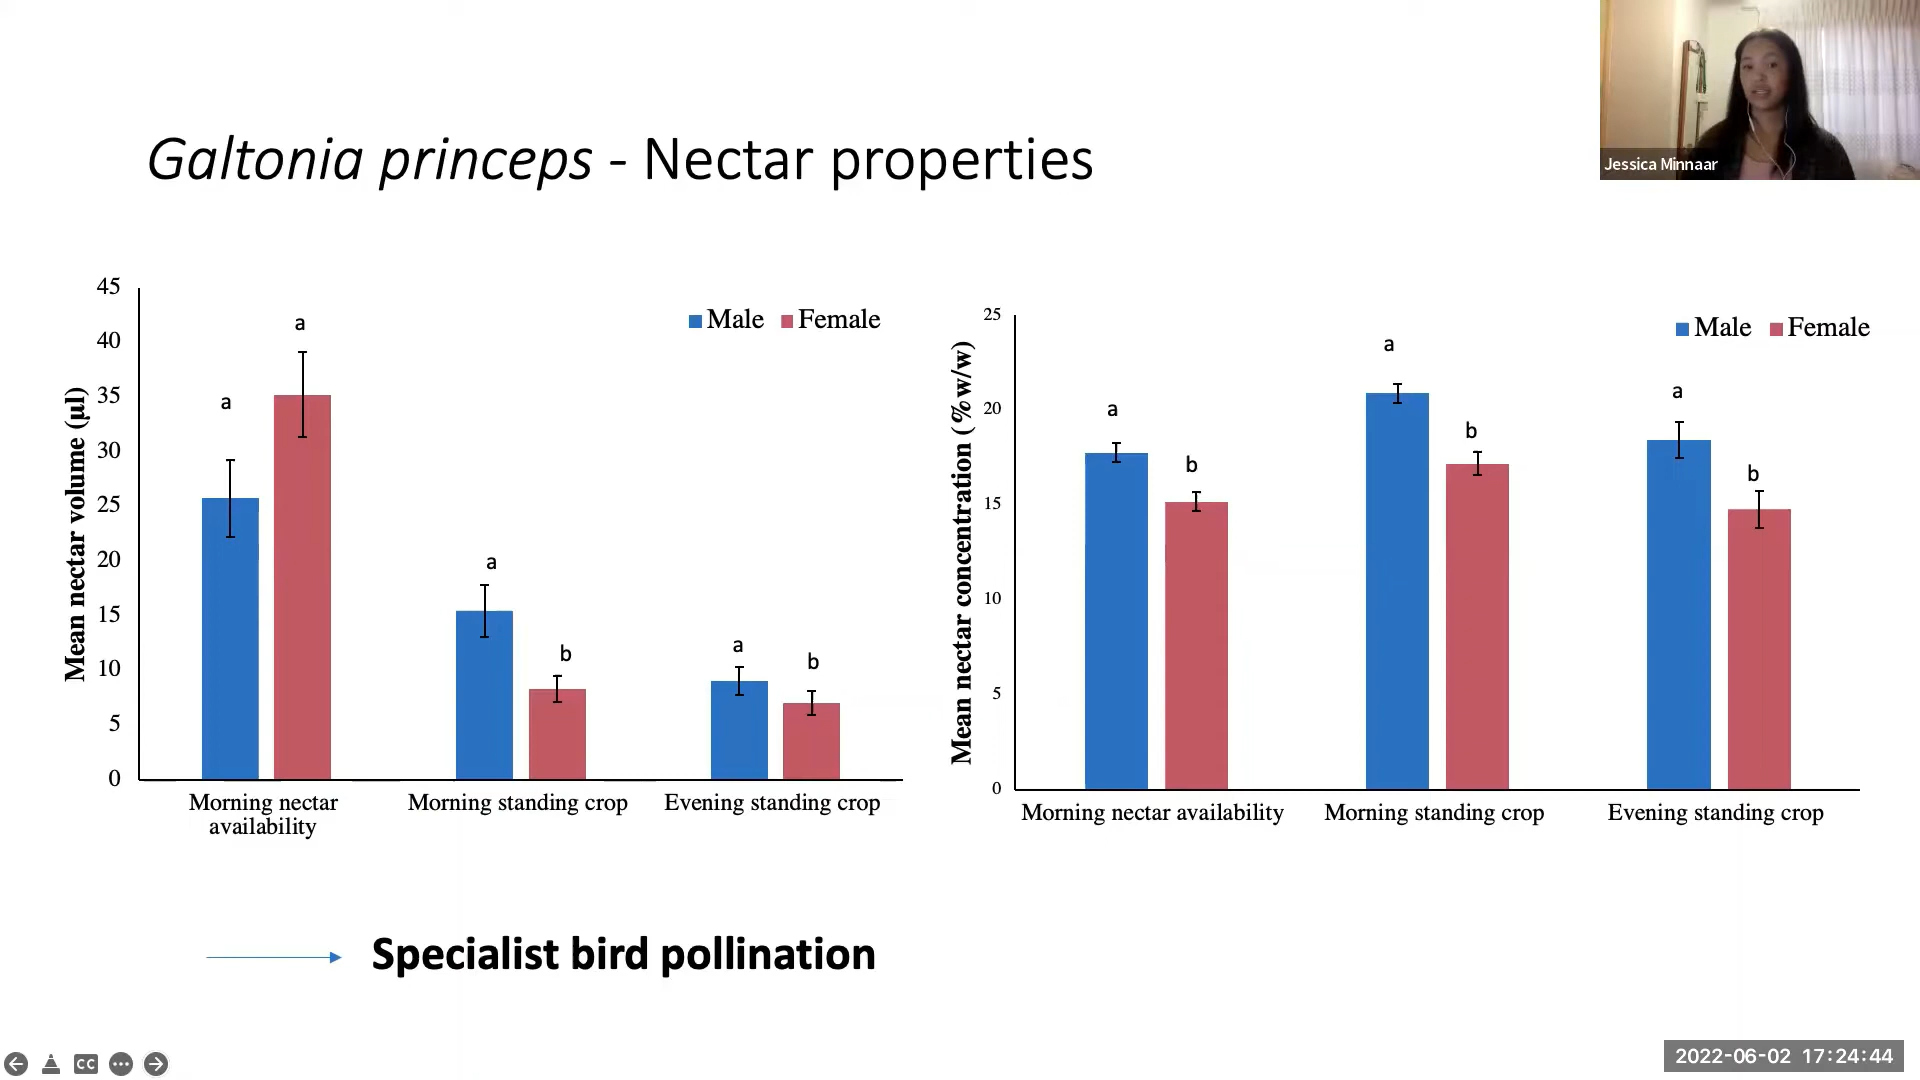 Jessica Minnaar
Galtonia princeps - Nectar properties
Mean nectar volume (µl)
45
40
35
30
25
20
15
10
5
0
Male Female
a
a
a
b
a
b
Morning nectar
availability
Morning standing crop
Evening standing crop
Mean nectar concentration (%w/w)
25
20
15
10
5
0
Male Female
a
b
a
b
a
b
Morning nectar availability
Morning standing crop
Evening standing crop
Specialist bird pollination
CC
2022-06-02 17:24:44